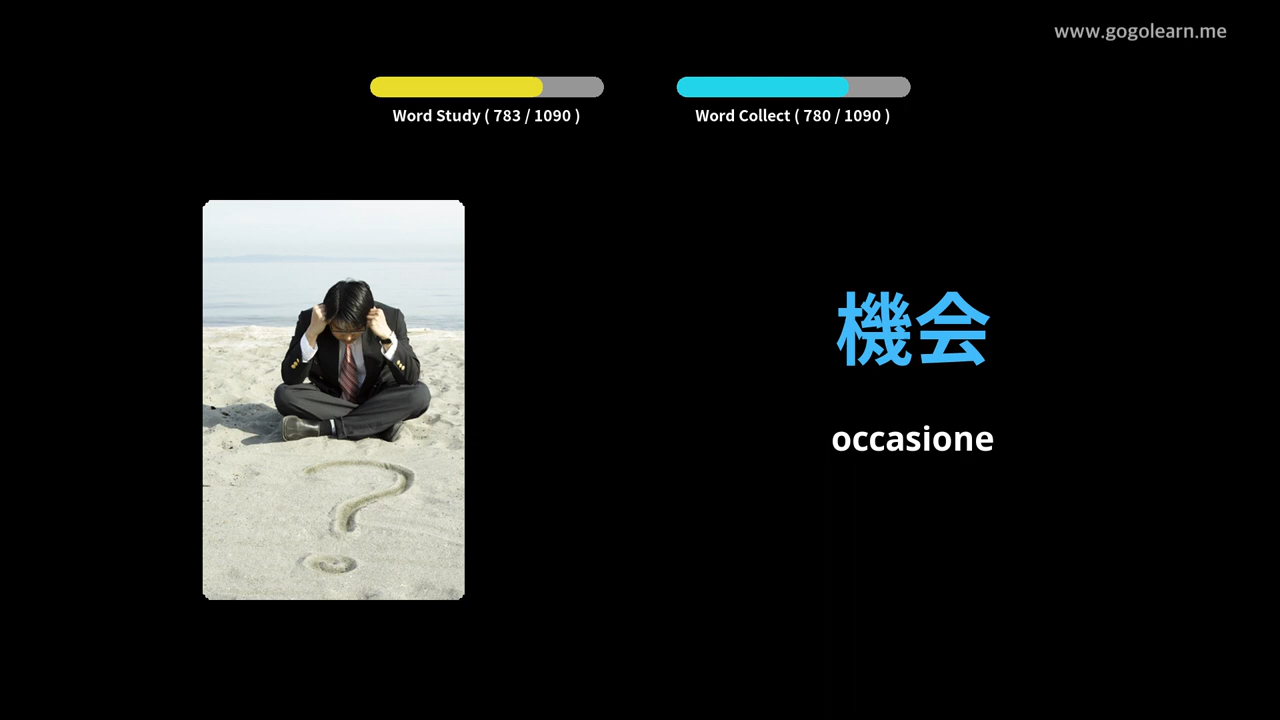 www.gogolearn.me
Word Study ( 783 / 1090 )
Word Collect ( 780 / 1090 )
機会
occasione
?